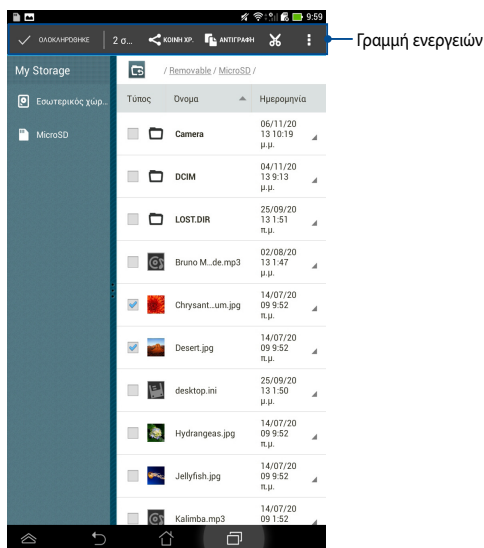 9:59
ΟΛΟΚΛΗΡΩΘΗΚΕ 2 σ... ΚΟΙΝΗ ΧΡ. ΑΝΤΙΓΡΑΦΗ
Γραμμή ενεργειών
My Storage
/ Removable / MicroSD /
Εσωτερικός χώρ..
MicroSD
Τύπος Όνομα Ημερομηνία
Camera
06/11/20
13 10:19
μ.μ.
DCIM
04/11/20
13 9:13
μ.μ.
LOST.DIR
25/09/20
13 1:51
π.μ.
Bruno M...de.mp3
02/08/20
13 1:47
μ.μ.
Chrysant...um.jpg
14/07/20
09 9:52
π.μ.
Desert.jpg
14/07/20
09 9:52
π.μ.
desktop.ini
25/09/20
13 1:50
μ.μ.
Hydrangeas.jpg
14/07/20
09 9:52
π.μ.
Jellyfish.jpg
14/07/20
09 9:52
π.μ.
Kalimba.mp3
14/07/20
09 1:52